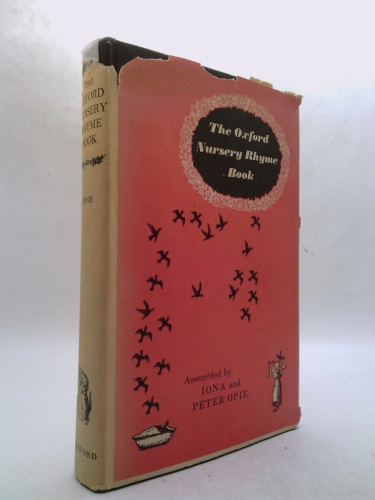 THE
OXFORD
NURSERY
RHYME
BOOK
OPIE
OXFORD
The Oxford
Nursery Rhyme
Book
Assembled by
IONA and
PETER OPIE